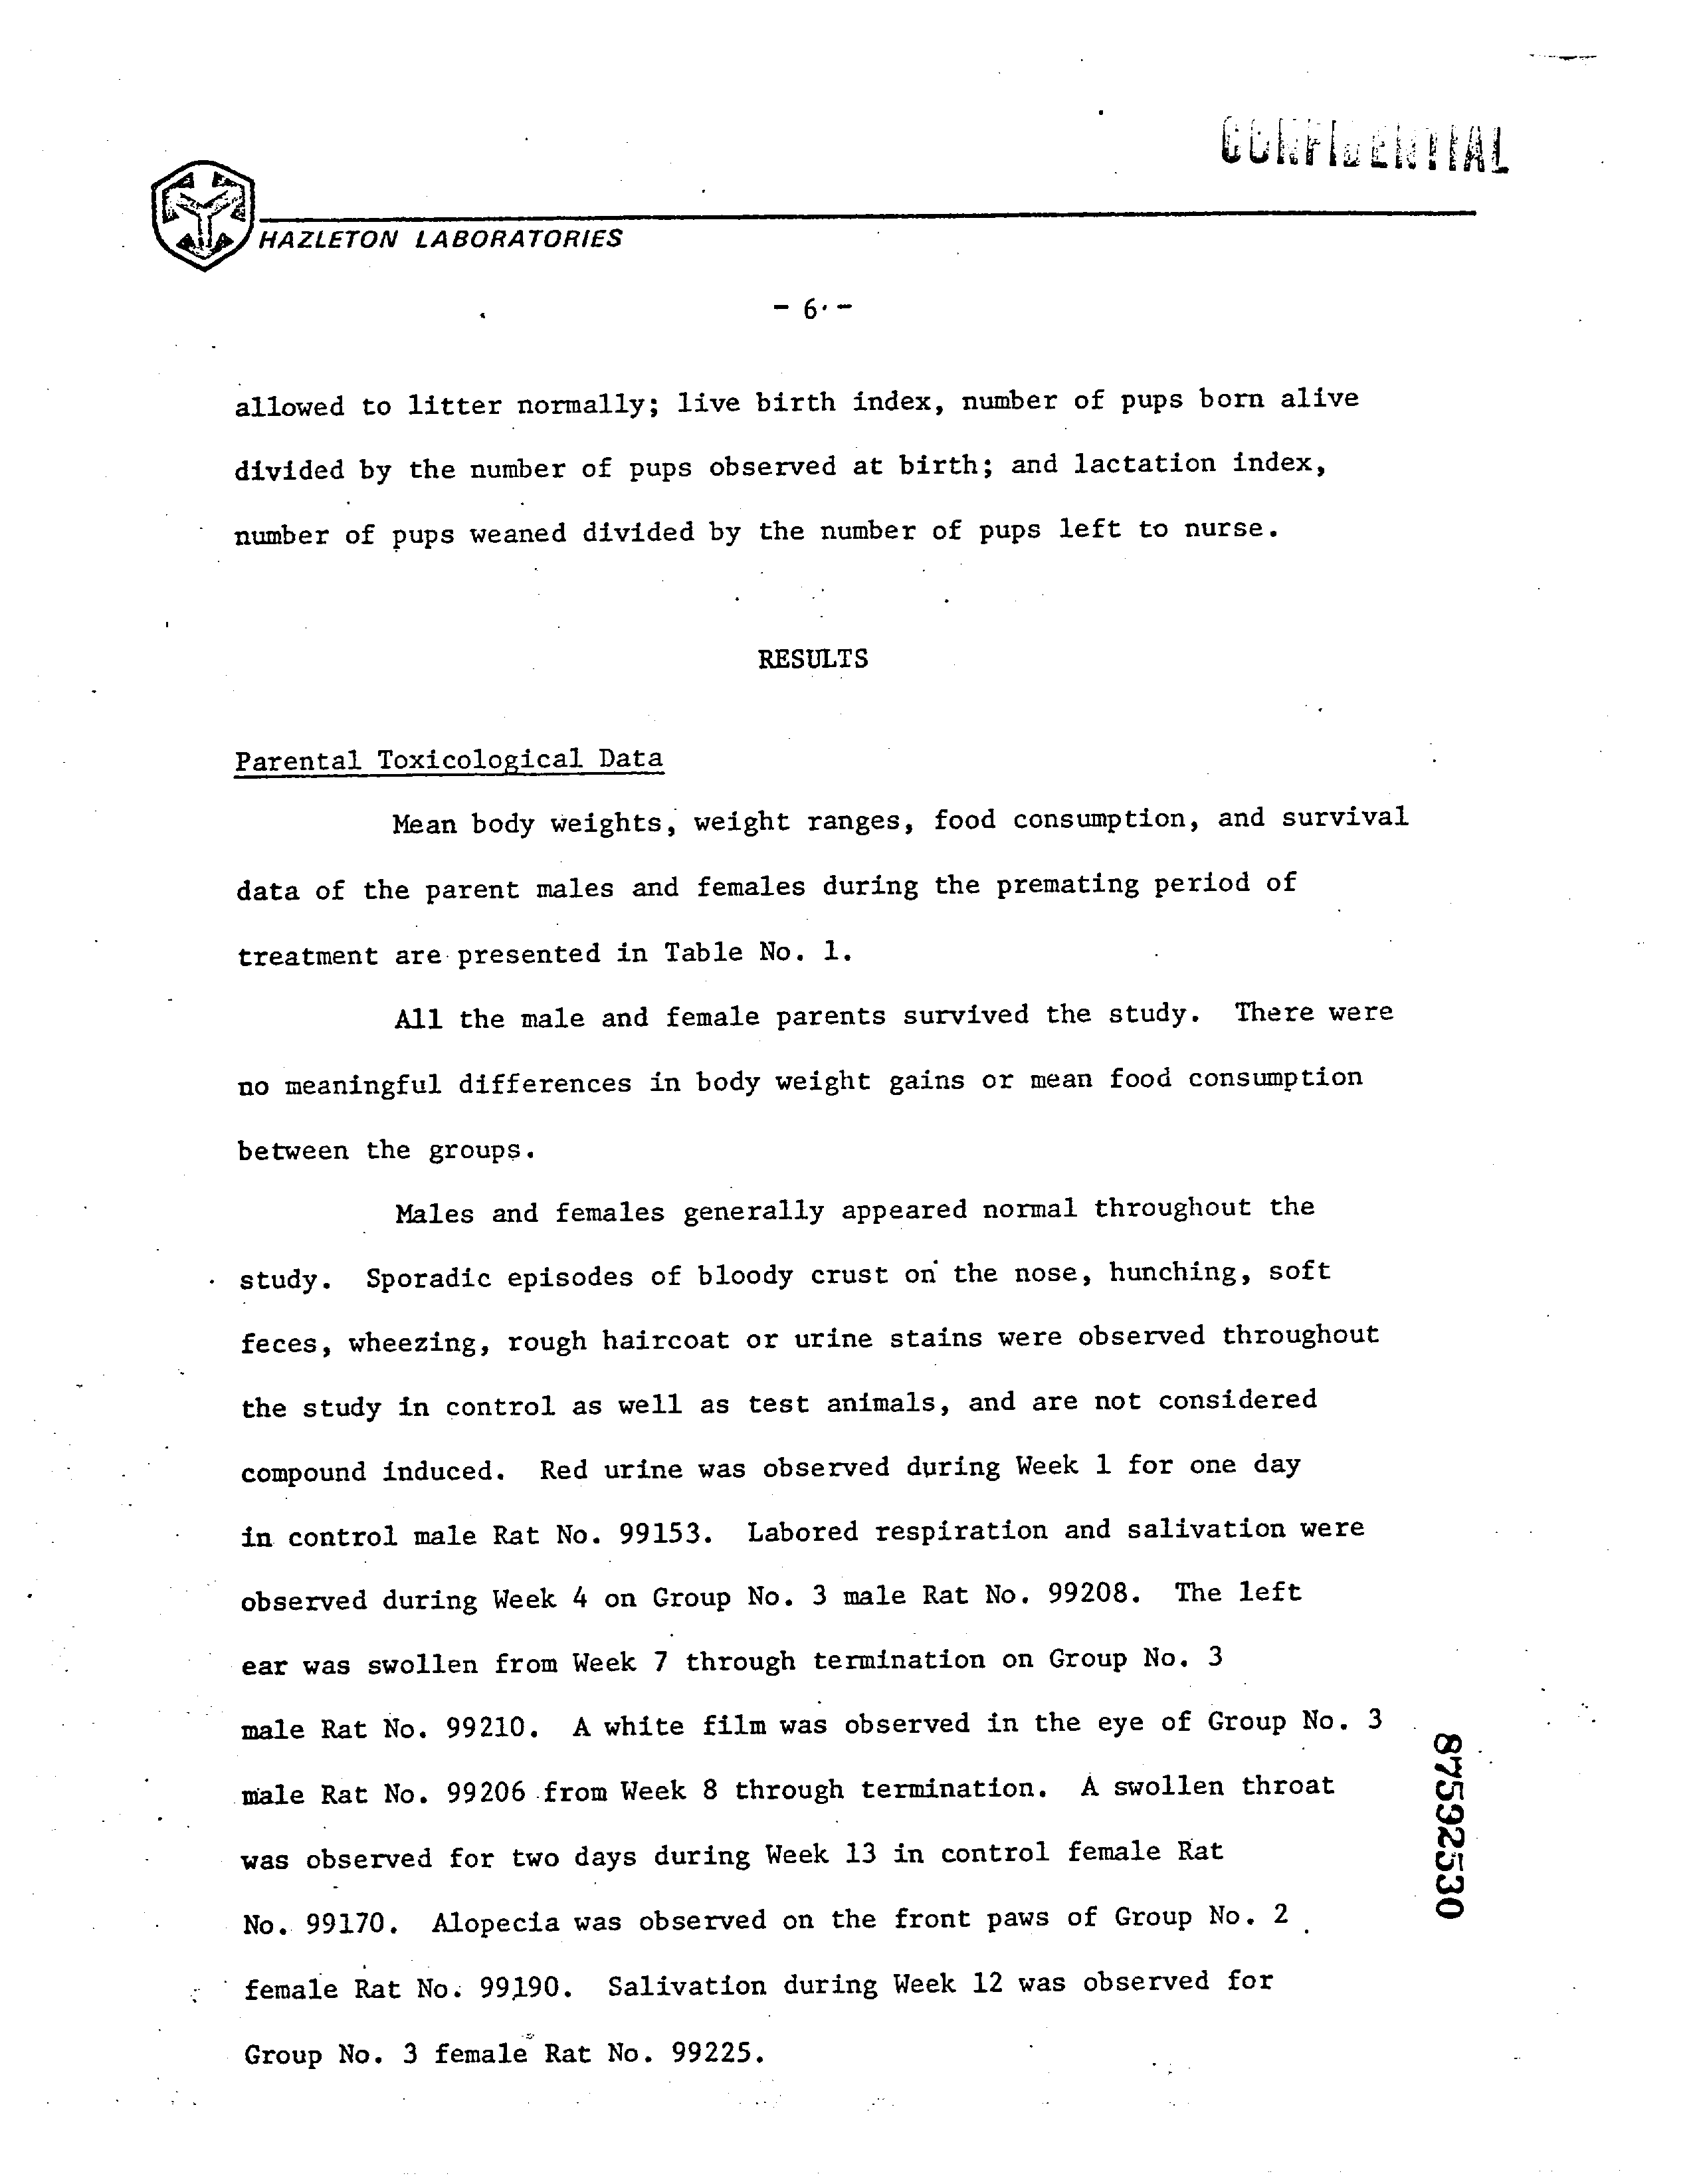 CONFIDENTIAL
HAZLETON LABORATORIES
- 6 -
allowed to litter normally; live birth index, number of pups born alive
divided by the number of pups observed at birth; and lactation index,
number of pups weaned divided by the number of pups left to nurse.
RESULTS
Parental Toxicological Data
Mean body weights, weight ranges, food consumption, and survival
data of the parent males and females during the premating period of
treatment are presented in Table No. 1.
All the male and female parents survived the study. There were
no meaningful differences in body weight gains or mean food consumption
between the groups.
Males and females generally appeared normal throughout the
study. Sporadic episodes of bloody crust on the nose, hunching, soft
feces, wheezing, rough haircoat or urine stains were observed throughout
the study in control as well as test animals, and are not considered
compound induced. Red urine was observed during Week 1 for one day
in control male Rat No. 99153. Labored respiration and salivation were
observed during Week 4 on Group No. 3 male Rat No. 99208. The left
ear was swollen from Week 7 through termination on Group No. 3
male Rat No. 99210. A white film was observed in the eye of Group No. 3
male Rat No. 99206 from Week 8 through termination. A swollen throat
was observed for two days during Week 13 in control female Rat
No. 99170. Alopecia was observed on the front paws of Group No. 2
female Rat No. 99190. Salivation during Week 12 was observed for
Group No. 3 female Rat No. 99225.
87592530